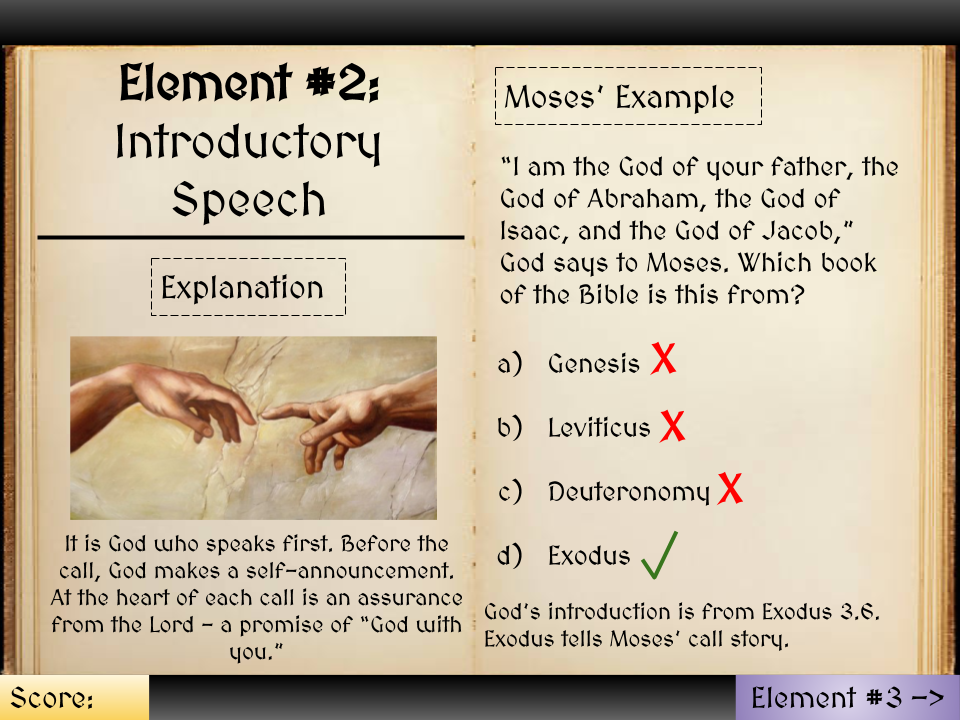 Element #2:
Introductory
Speech
Explanation
It is God who speaks first. Before the
call, God makes a self-announcement.
At the heart of each call is an assurance
from the Lord – a promise of “God with
you.”
Moses’ Example
“I am the God of your father, the
God of Abraham, the God of
Isaac, and the God of Jacob,”
God says to Moses. Which book
of the Bible is this from?
a) Genesis X
b) Leviticus X
c) Deuteronomy X
d) Exodus ✓
God’s introduction is from Exodus 3.6.
Exodus tells Moses’ call story.
Score:
Element #3 –>